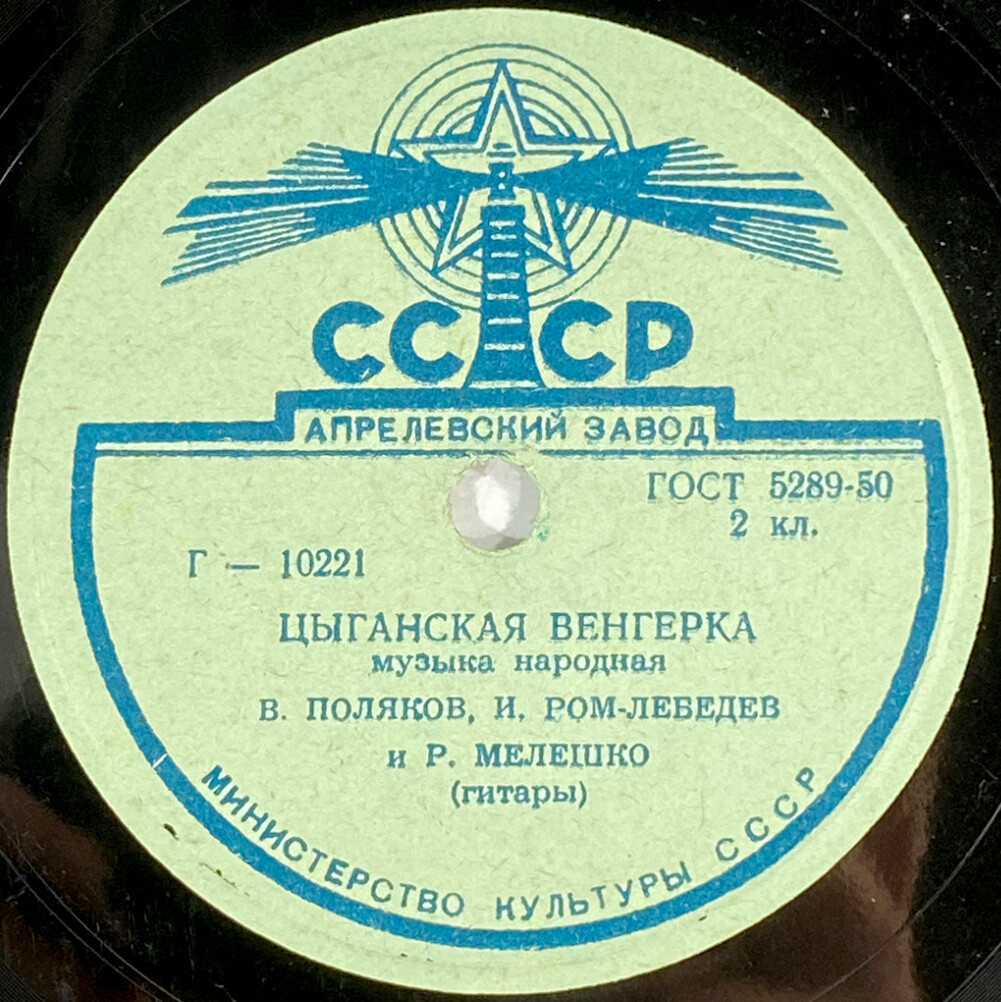 СССР
АПРЕЛЕВСКИЙ ЗАВОД
ГОСТ 5289-50
2 кл.
Г — 10221
ЦЫГАНСКАЯ ВЕНГЕРКА
музыка народная
В. ПОЛЯКОВ, И. РОМ-ЛЕБЕДЕВ
и Р. МЕЛЕШКО
(гитары)
МИНИСТЕРСТВО КУЛЬТУРЫ СССР